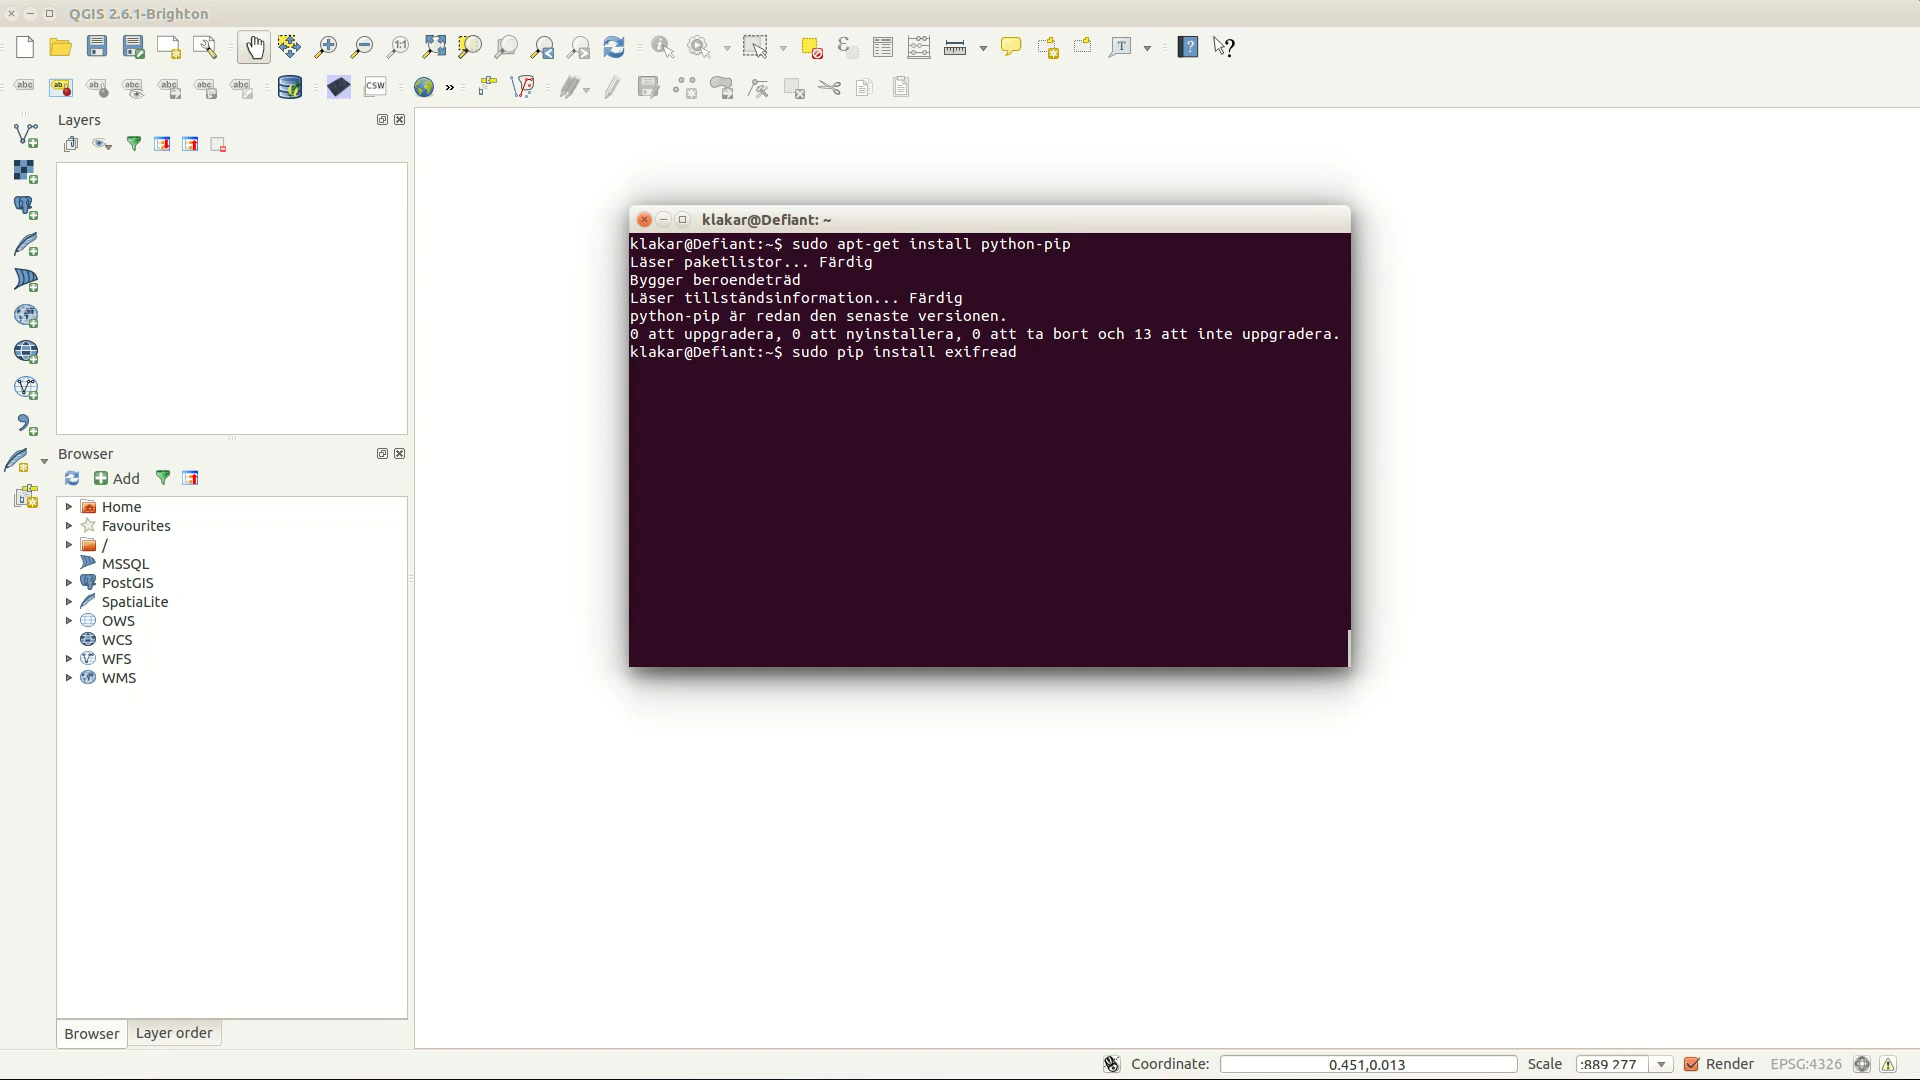 QGIS 2.6.1-Brighton
CSW
Layers
klakar@Defiant: ~
klakar@Defiant:~$ sudo apt-get install python-pip
Läser paketlistor... Färdig
Bygger beroendeträd
Läser tillståndsinformation... Färdig
python-pip är redan den senaste versionen.
0 att uppgradera, 0 att nyinstallera, 0 att ta bort och 13 att inte uppgradera.
klakar@Defiant:~$ sudo pip install exifread
Browser
Add
Home
Favourites
/
MSSQL
PostGIS
SpatiaLite
OWS
WCS
WFS
WMS
Browser Layer order
Coordinate: 0.451,0.013 Scale :889 277 Render EPSG:4326